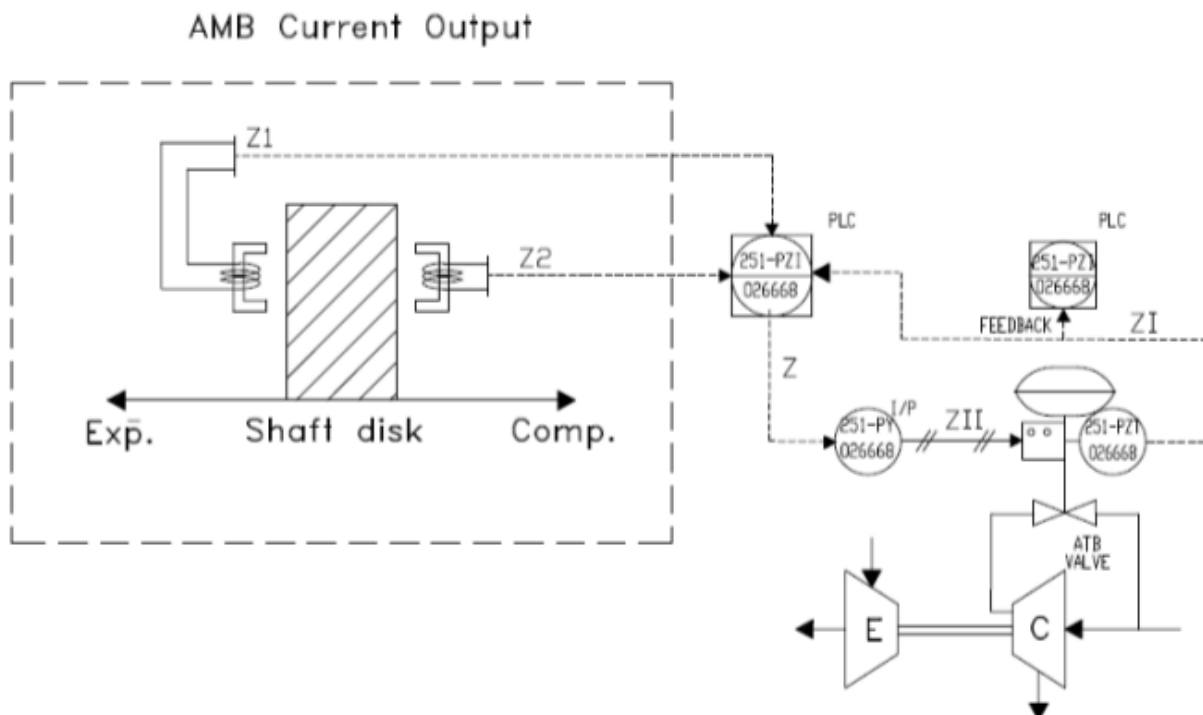 AMB Current Output
Z1
Z2
PLC
PLC
251-PZI
026668
251-PZI
026668
FEEDBACK
ZI
Z
Exp.
Shaft disk
Comp.
I/P
251-PY
026668
ZII
251-PZT
026668
ATB
VALVE
E
C